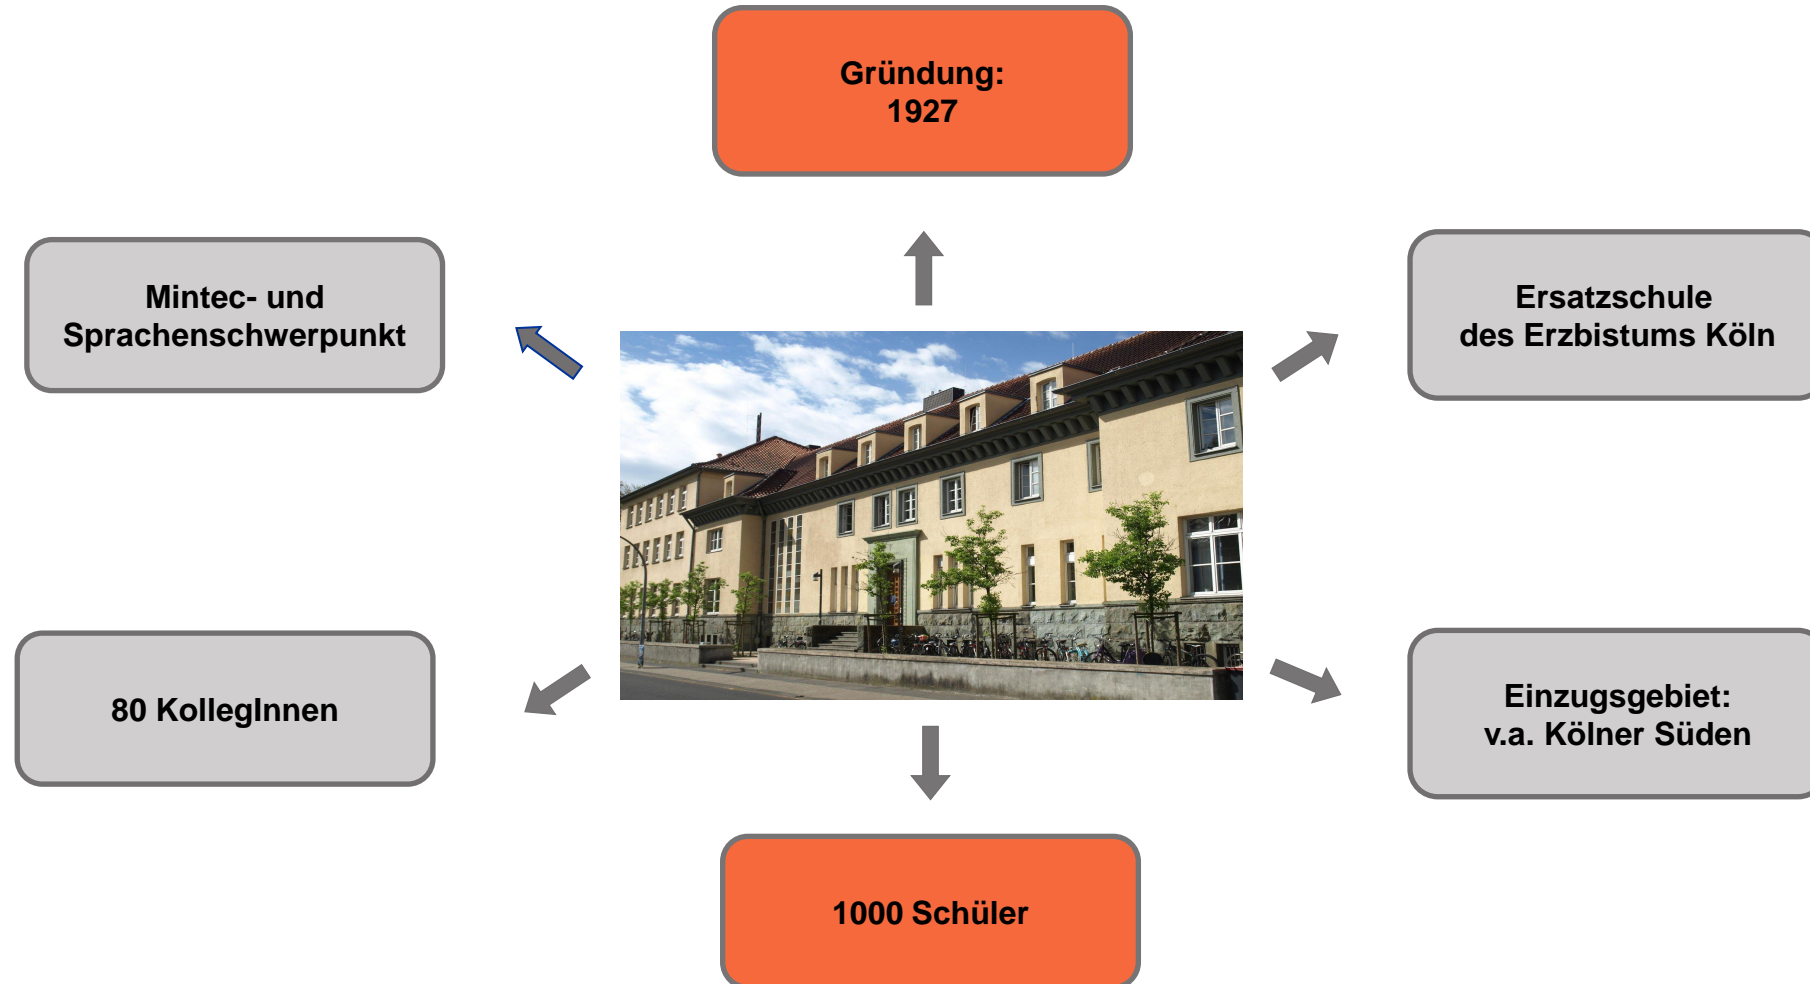 Gründung:
1927
Mintec- und
Sprachenschwerpunkt
Ersatzschule
des Erzbistums Köln
80 KollegInnen
Einzugsgebiet:
v.a. Kölner Süden
1000 Schüler